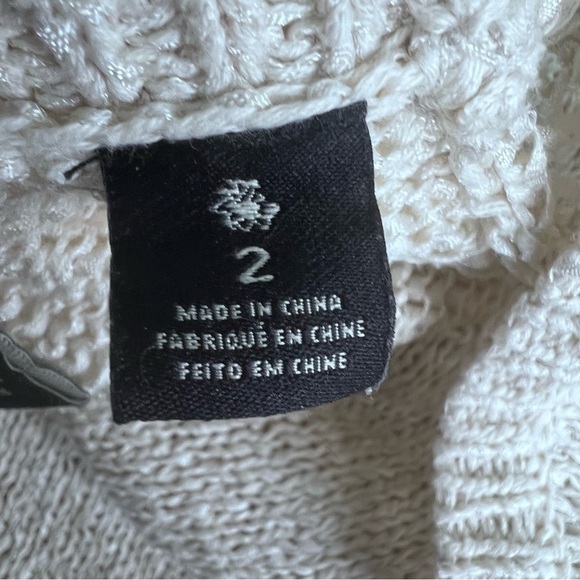 2
MADE IN CHINA
FABRIQUÉ EN CHINE
FEITO EM CHINE